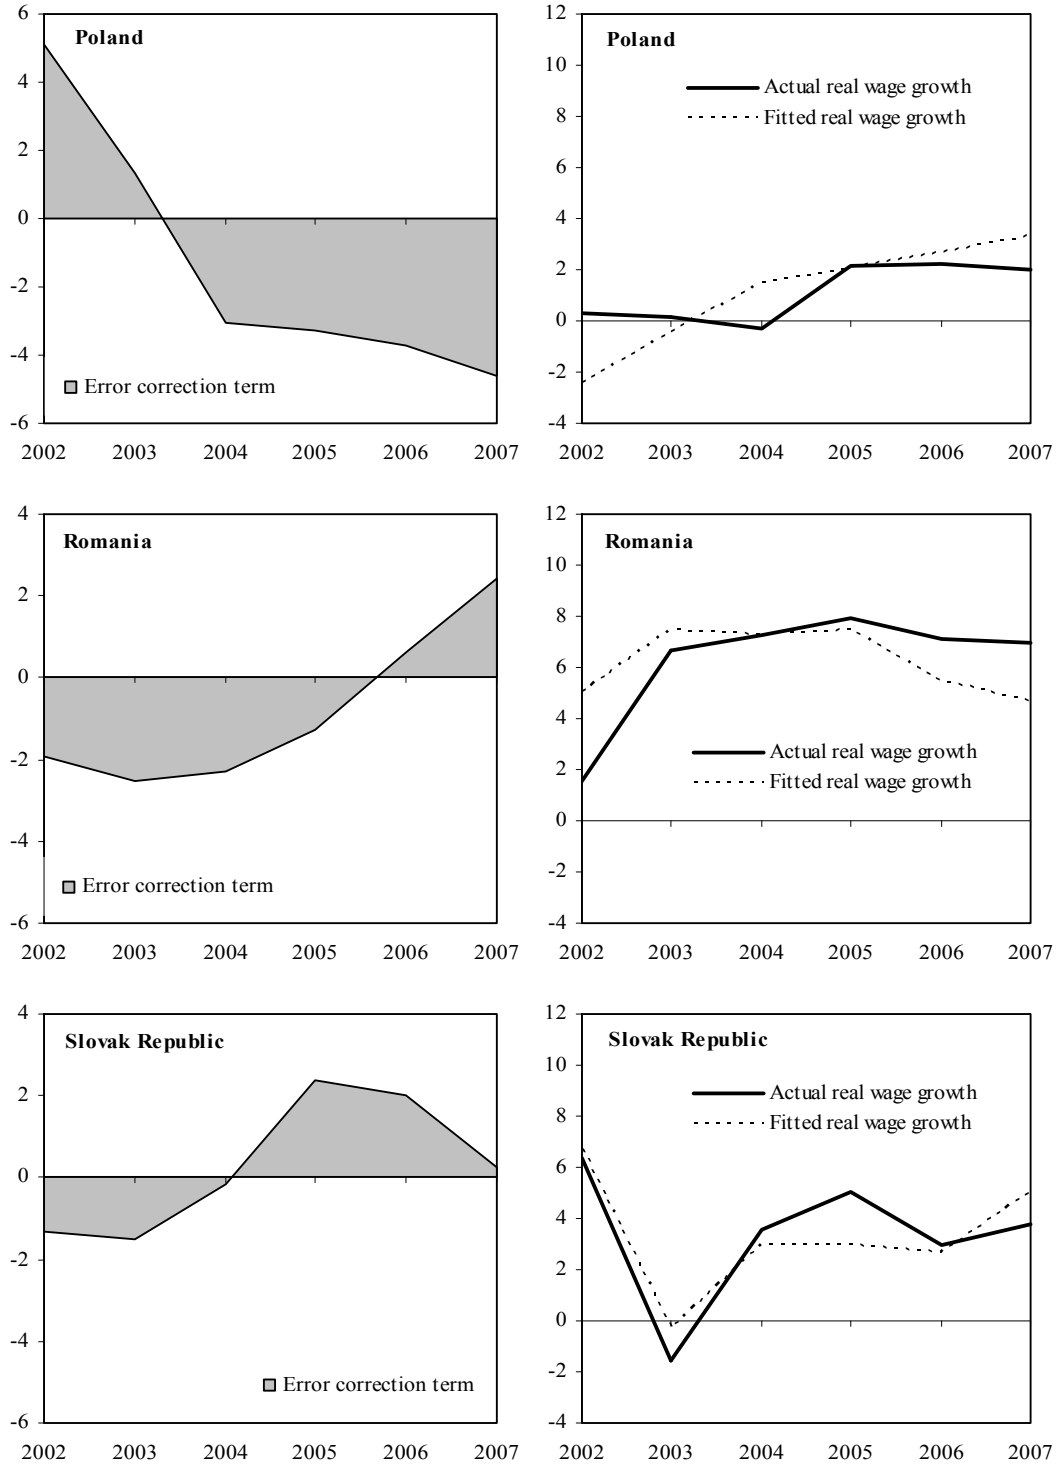 Poland
6
4
2
0
-2
-4
-6
Error correction term
2002 2003 2004 2005 2006 2007
Poland
12
10
8
6
4
2
0
-2
-4
Actual real wage growth
Fitted real wage growth
2002 2003 2004 2005 2006 2007
Romania
4
2
0
-2
-4
-6
Error correction term
2002 2003 2004 2005 2006 2007
Romania
12
10
8
6
4
2
0
-2
-4
Actual real wage growth
Fitted real wage growth
2002 2003 2004 2005 2006 2007
Slovak Republic
4
2
0
-2
-4
-6
Error correction term
2002 2003 2004 2005 2006 2007
Slovak Republic
12
10
8
6
4
2
0
-2
-4
Actual real wage growth
Fitted real wage growth
2002 2003 2004 2005 2006 2007